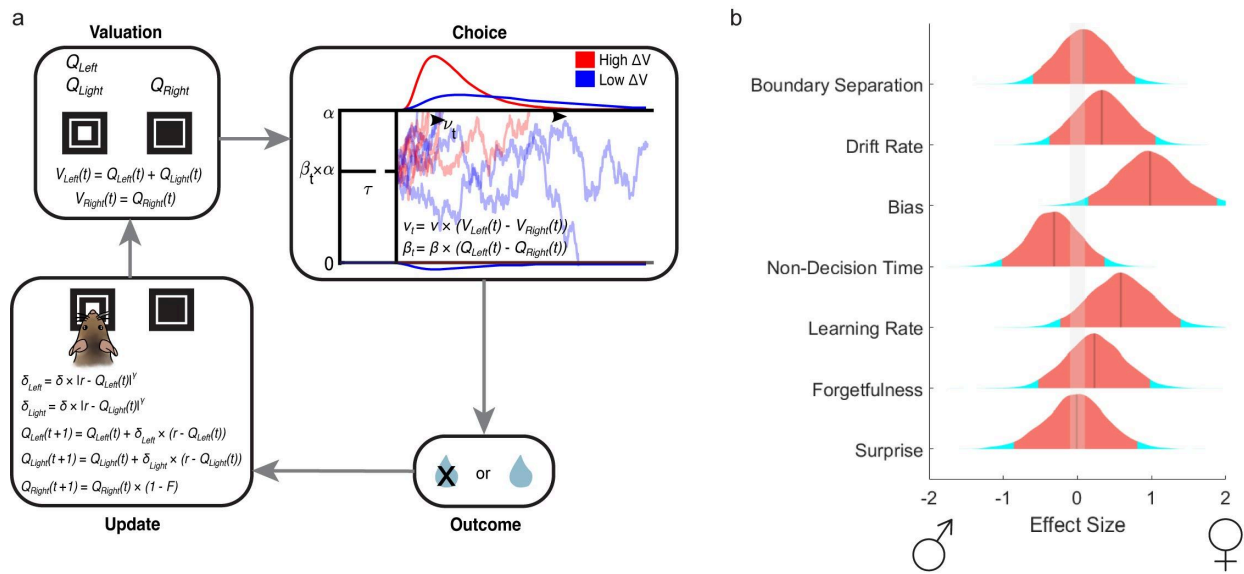 a
Valuation
Q_Left
Q_Light
Q_Right
V_Left(t) = Q_Left(t) + Q_Light(t)
V_Right(t) = Q_Right(t)
Choice
High ΔV
Low ΔV
α
ν_t
β_t×α
τ
ν_t = ν × (V_Left(t) - V_Right(t))
β_t = β × (Q_Left(t) - Q_Right(t))
0
δ_Left = δ × |r - Q_Left(t)|^γ
δ_Light = δ × |r - Q_Light(t)|^γ
Q_Left(t+1) = Q_Left(t) + δ_Left × (r - Q_Left(t))
Q_Light(t+1) = Q_Light(t) + δ_Light × (r - Q_Light(t))
Q_Right(t+1) = Q_Right(t) × (1 - F)
Update
X or
Outcome
b
Boundary Separation
Drift Rate
Bias
Non-Decision Time
Learning Rate
Forgetfulness
Surprise
-2 -1 0 1 2
Effect Size
♂ ♀